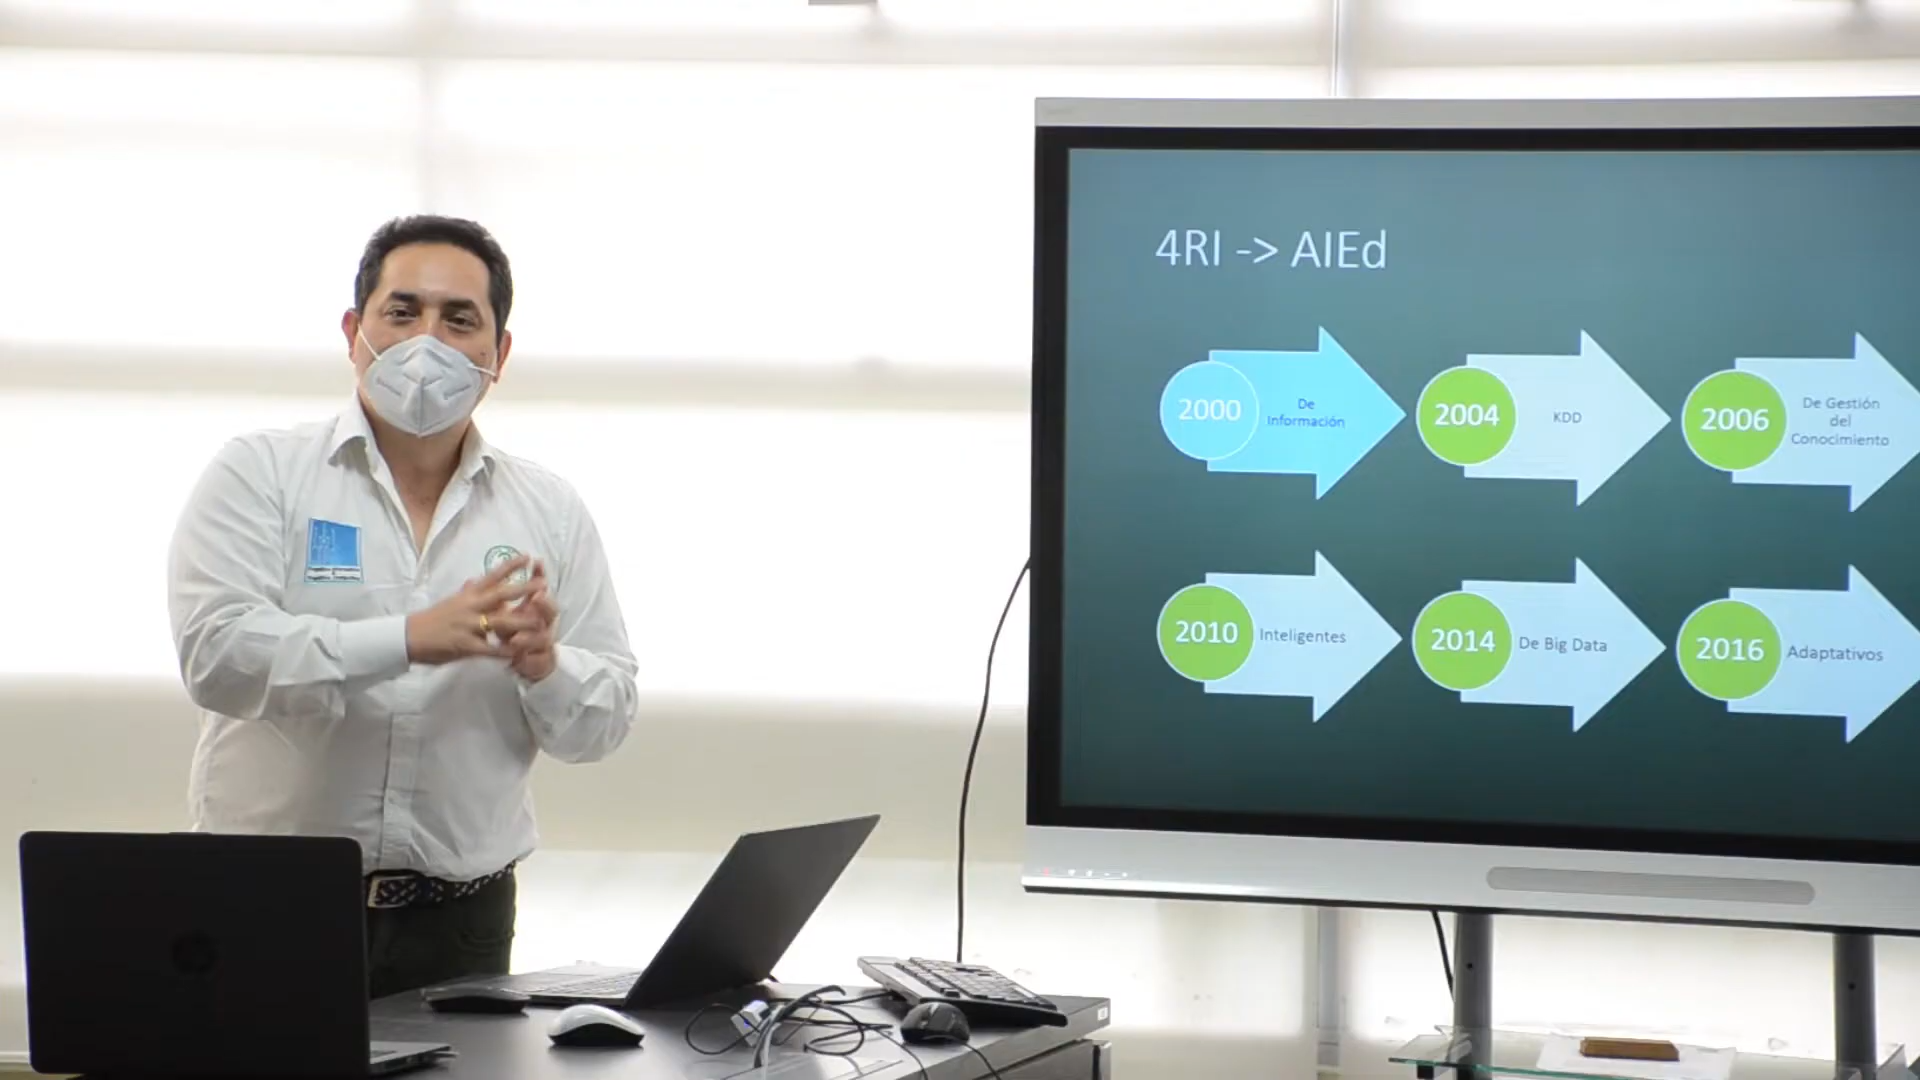 4RI -> AIEd
2000
De
Información
2004
KDD
2006
De Gestión
del
Conocimiento
2010
Inteligentes
2014
De Big Data
2016
Adaptativos